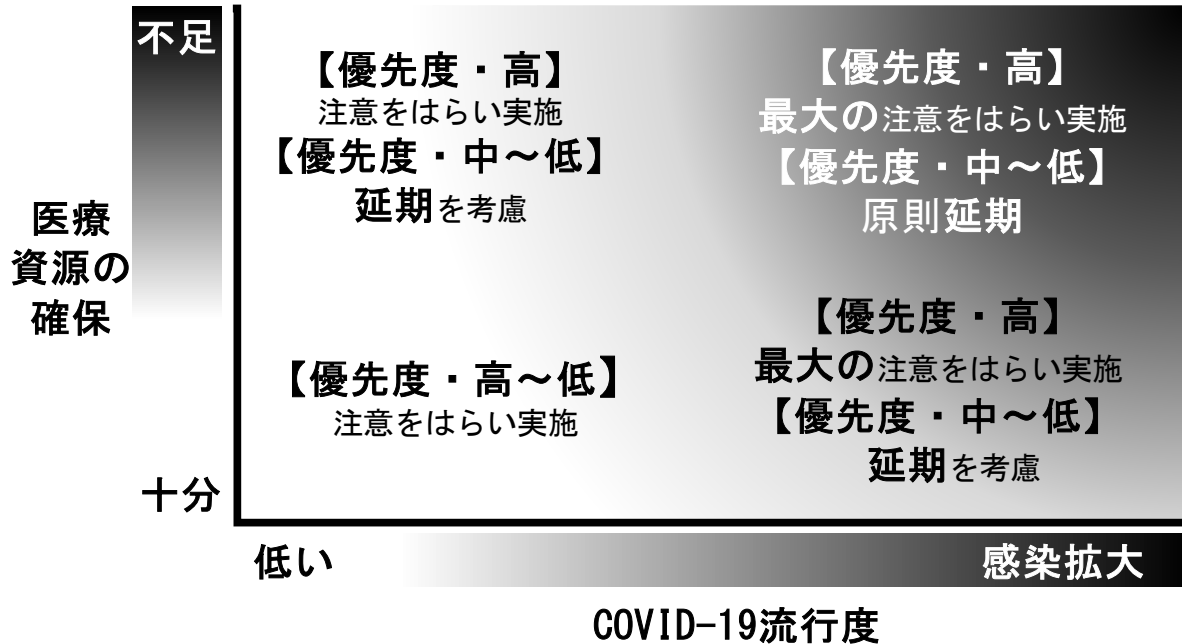 不足
【優先度・高】
注意をはらい実施
【優先度・中～低】
延期を考慮
【優先度・高】
最大の注意をはらい実施
【優先度・中～低】
原則延期
医療
資源の
確保
【優先度・高～低】
注意をはらい実施
【優先度・高】
最大の注意をはらい実施
【優先度・中～低】
延期を考慮
十分
低い
感染拡大
COVID-19流行度